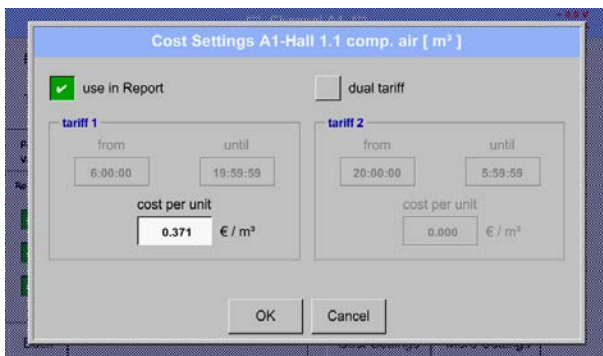 Cost Settings A1-Hall 1.1 comp. air [ m³ ]
use in Report
dual tariff
tariff 1
from
until
6:00:00
19:59:59
cost per unit
0.371
€ / m³
tariff 2
from
until
20:00:00
5:59:59
cost per unit
0.000
€ / m³
OK
Cancel